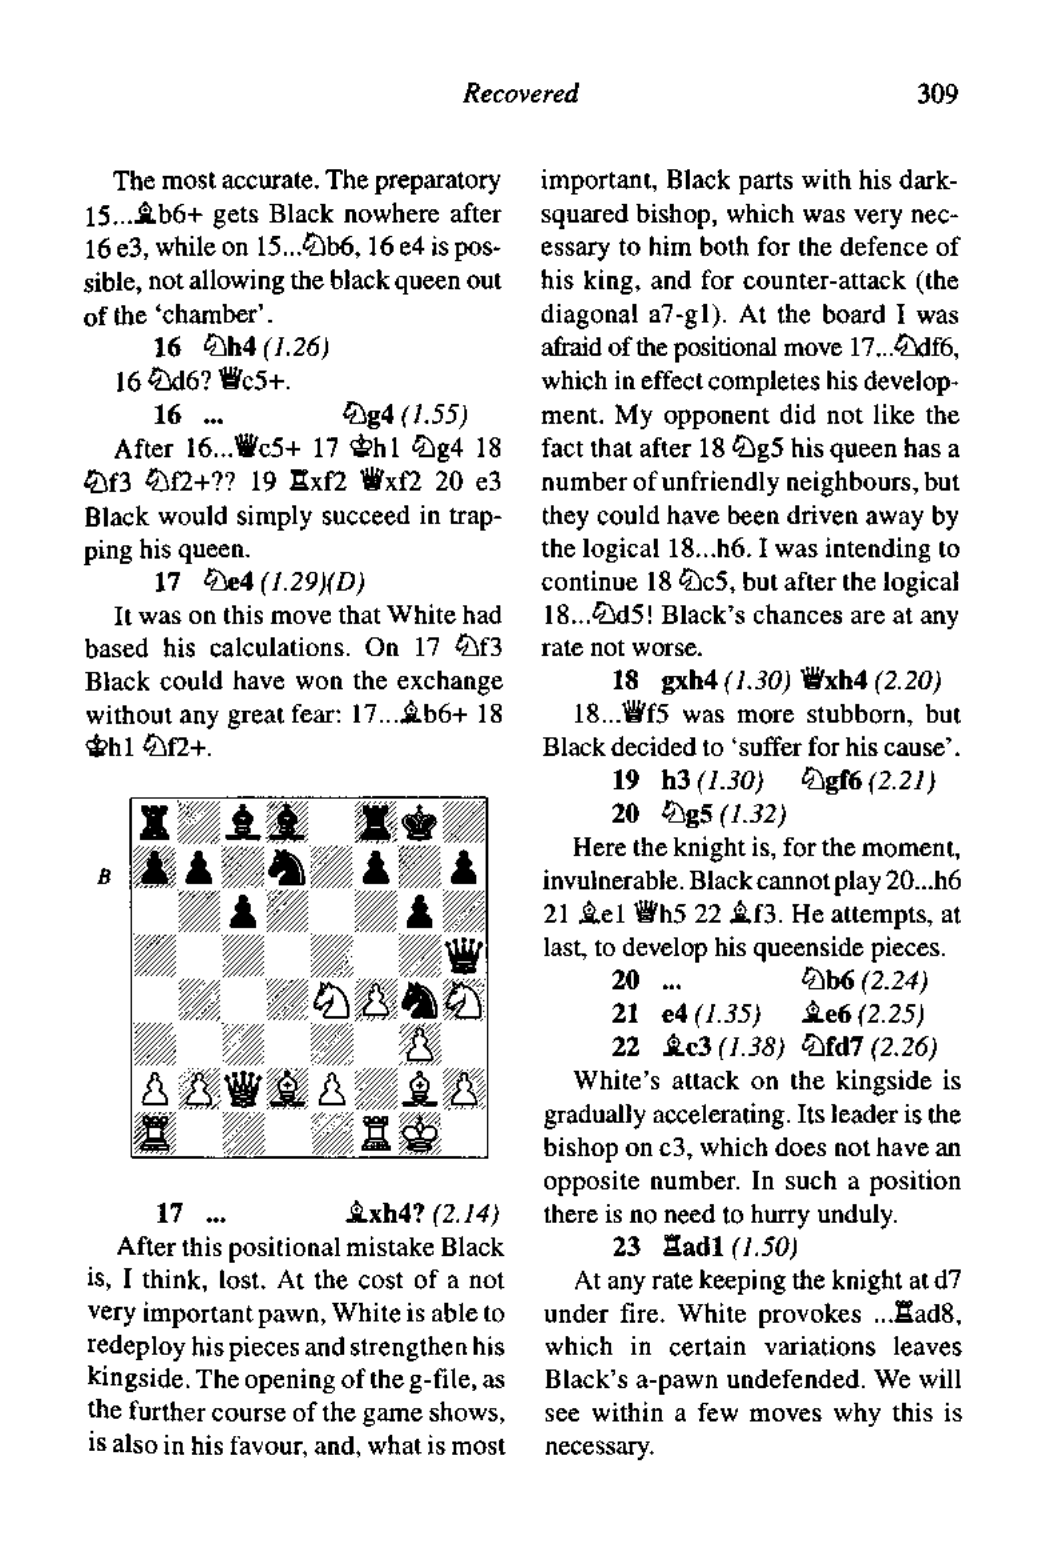 Recovered 309
The most accurate. The preparatory
15...♗b6+ gets Black nowhere after
16 e3, while on 15...♘b6, 16 e4 is pos-
sible, not allowing the black queen out
of the ‘chamber’.
16 ♘h4 (1.26)
16 ♘d6? ♕c5+.
16 ... ♘g4 (1.55)
After 16...♕c5+ 17 ♔h1 ♘g4 18
♘f3 ♘f2+?? 19 ♖xf2 ♕xf2 20 e3
Black would simply succeed in trap-
ping his queen.
17 ♘e4 (1.29)(D)
It was on this move that White had
based his calculations. On 17 ♘f3
Black could have won the exchange
without any great fear: 17...♗b6+ 18
♔h1 ♘f2+.
B
17 ... ♗xh4? (2.14)
After this positional mistake Black
is, I think, lost. At the cost of a not
very important pawn, White is able to
redeploy his pieces and strengthen his
kingside. The opening of the g-file, as
the further course of the game shows,
is also in his favour, and, what is most
important, Black parts with his dark-
squared bishop, which was very nec-
essary to him both for the defence of
his king, and for counter-attack (the
diagonal a7-g1). At the board I was
afraid of the positional move 17...♘df6,
which in effect completes his develop-
ment. My opponent did not like the
fact that after 18 ♘g5 his queen has a
number of unfriendly neighbours, but
they could have been driven away by
the logical 18...h6. I was intending to
continue 18 ♘c5, but after the logical
18...♘d5! Black’s chances are at any
rate not worse.
18 gxh4 (1.30) ♕xh4 (2.20)
18...♕f5 was more stubborn, but
Black decided to ‘suffer for his cause’.
19 h3 (1.30) ♘gf6 (2.21)
20 ♘g5 (1.32)
Here the knight is, for the moment,
invulnerable. Black cannot play 20...h6
21 ♗e1 ♕h5 22 ♗f3. He attempts, at
last, to develop his queenside pieces.
20 ... ♘b6 (2.24)
21 e4 (1.35) ♗e6 (2.25)
22 ♗c3 (1.38) ♘fd7 (2.26)
White’s attack on the kingside is
gradually accelerating. Its leader is the
bishop on c3, which does not have an
opposite number. In such a position
there is no need to hurry unduly.
23 ♖ad1 (1.50)
At any rate keeping the knight at d7
under fire. White provokes ...♖ad8,
which in certain variations leaves
Black’s a-pawn undefended. We will
see within a few moves why this is
necessary.